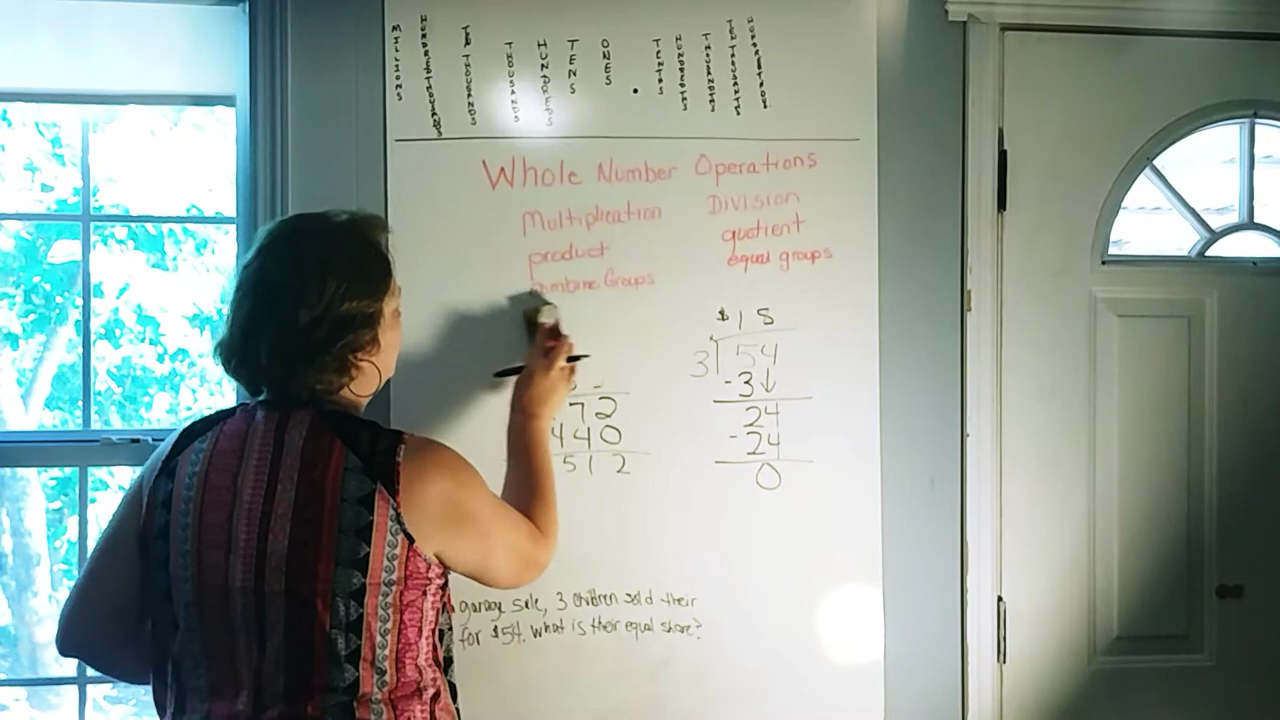 MILLIONS
HUNDRED THOUSANDS
TEN THOUSANDS
THOUSANDS
HUNDREDS
TENS
ONES
.
TENTHS
HUNDREDTHS
THOUSANDTHS
TEN THOUSANDTHS
Whole Number Operations
Multiplication
product
Combine Groups
72
440
512
Division
quotient
equal groups
$18
3 54
-3↓
24
-24
0
garage sale, 3 children sold their
for $54. What is their equal share?